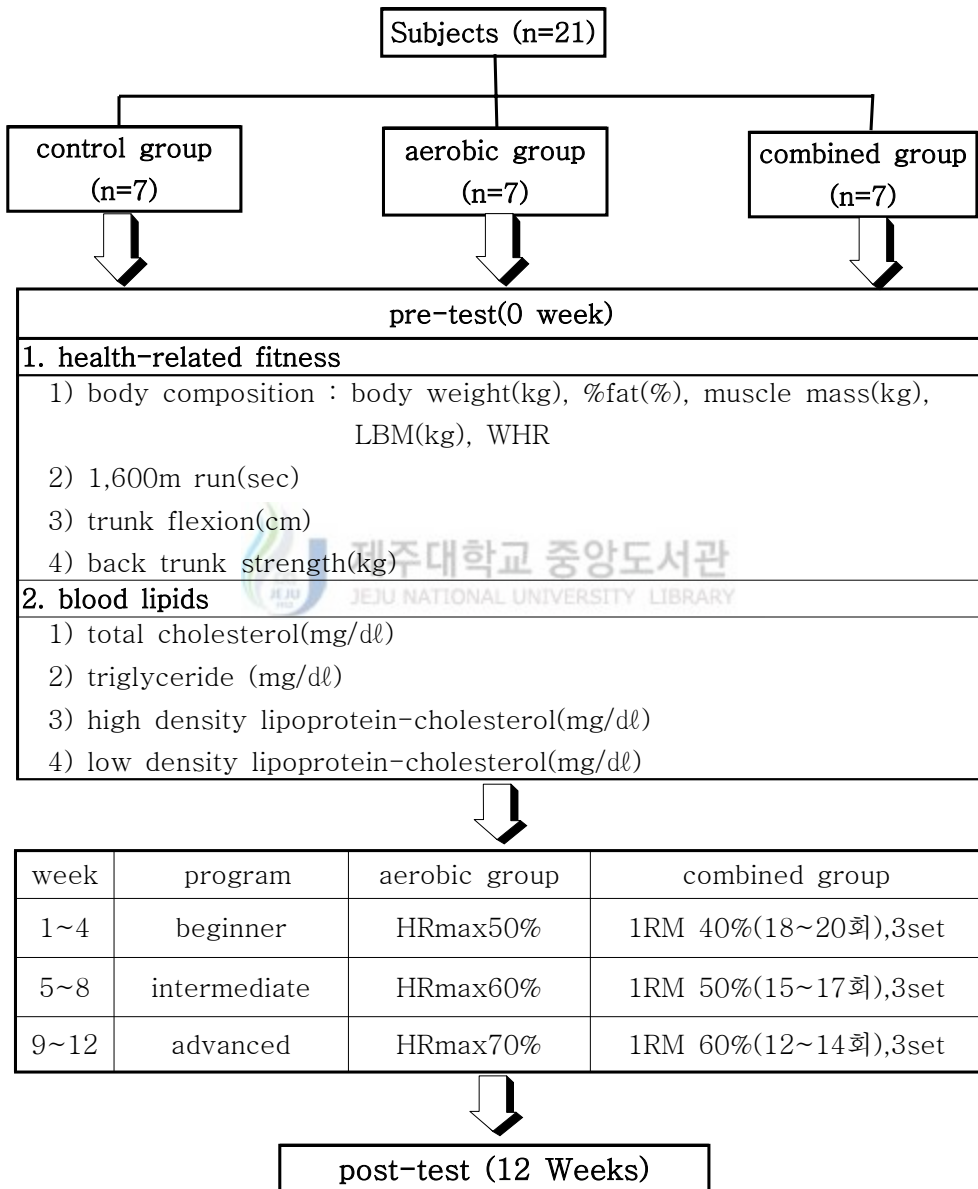 Subjects (n=21)
control group
(n=7)
aerobic group
(n=7)
combined group
(n=7)
pre-test(0 week)
1. health-related fitness
1) body composition : body weight(kg), %fat(%), muscle mass(kg),
LBM(kg), WHR
2) 1,600m run(sec)
3) trunk flexion(cm)
4) back trunk strength(kg)
제주대학교 중앙도서관
JEJU NATIONAL UNIVERSITY LIBRARY
JEJU
1952
2. blood lipids
1) total cholesterol(mg/dℓ)
2) triglyceride (mg/dℓ)
3) high density lipoprotein-cholesterol(mg/dℓ)
4) low density lipoprotein-cholesterol(mg/dℓ)
week program aerobic group combined group
1~4 beginner HRmax50% 1RM 40%(18~20회),3set
5~8 intermediate HRmax60% 1RM 50%(15~17회),3set
9~12 advanced HRmax70% 1RM 60%(12~14회),3set
post-test (12 Weeks)